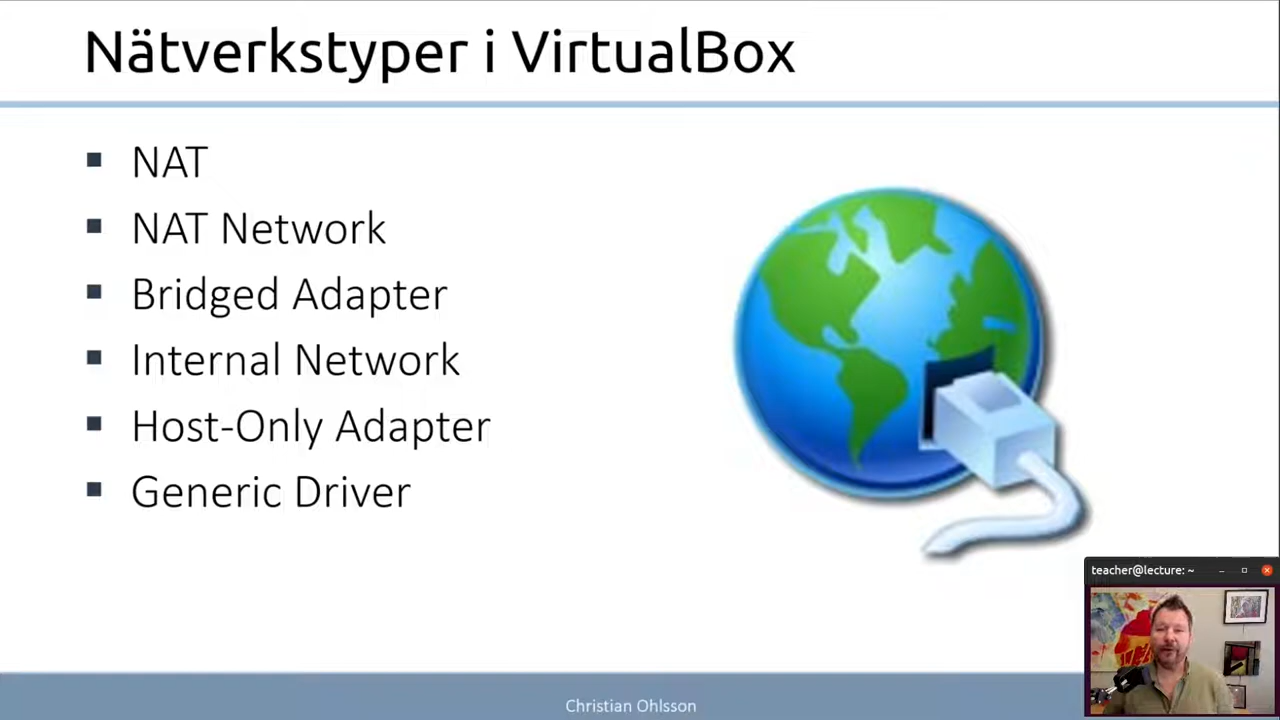 Nätverkstyper i VirtualBox
NAT
NAT Network
Bridged Adapter
Internal Network
Host-Only Adapter
Generic Driver
teacher@lecture: ~
Christian Ohlsson